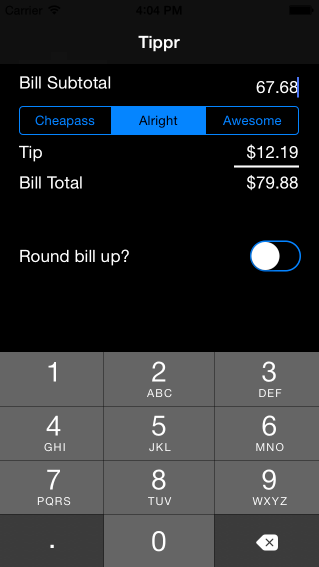 Carrier 4:04 PM
Tippr
Bill Subtotal 67.68
Cheapass Alright Awesome
Tip $12.19
Bill Total $79.88
Round bill up?
1 2 3
ABC DEF
4 5 6
GHI JKL MNO
7 8 9
PQRS TUV WXYZ
. 0